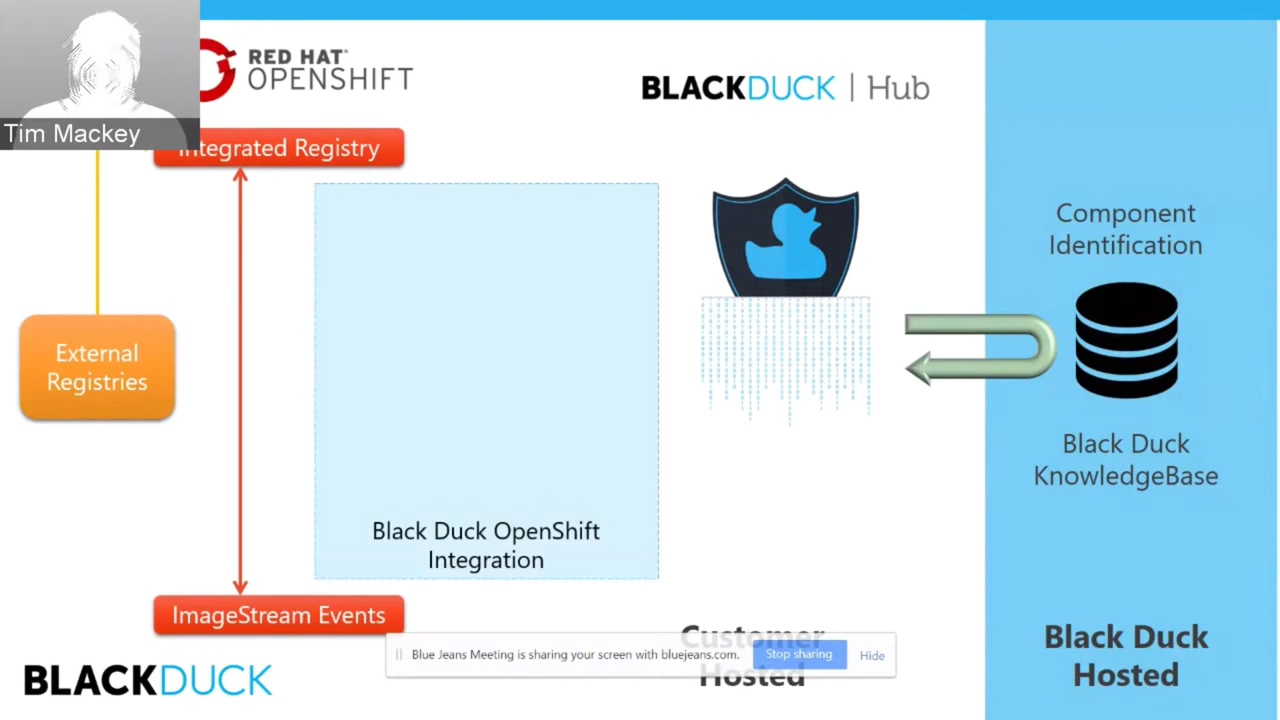 RED HAT®
OPENSHIFT
BLACKDUCK | Hub
Tim Mackey
Integrated Registry
Component
Identification
External
Registries
Black Duck
KnowledgeBase
Black Duck OpenShift
Integration
ImageStream Events
Customer
Hosted
Blue Jeans Meeting is sharing your screen with bluejeans.com.
Stop sharing
Hide
Black Duck
Hosted
BLACKDUCK